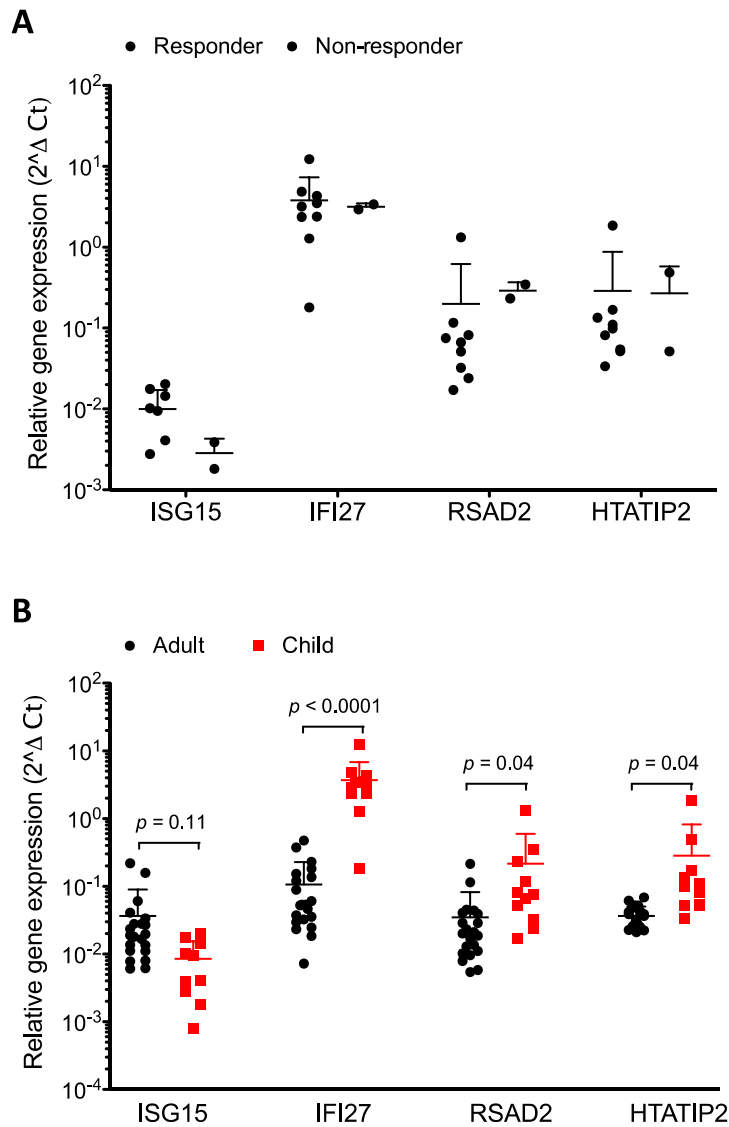 A
Responder Non-responder
Relative gene expression (2^Δ Ct)
10^2
10^1
10^0
10^-1
10^-2
10^-3
ISG15 IFI27 RSAD2 HTATIP2
B
Adult Child
Relative gene expression (2^Δ Ct)
10^2
10^1
10^0
10^-1
10^-2
10^-3
10^-4
p = 0.11
p < 0.0001
p = 0.04
p = 0.04
ISG15 IFI27 RSAD2 HTATIP2